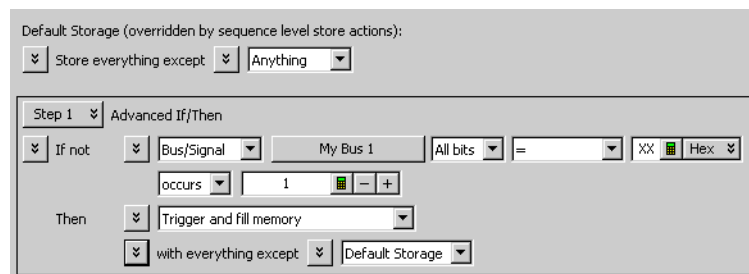 Default Storage (overridden by sequence level store actions):
Store everything except Anything
Step 1 Advanced If/Then
If not Bus/Signal My Bus 1 All bits = XX Hex
occurs 1 - +
Then Trigger and fill memory
with everything except Default Storage